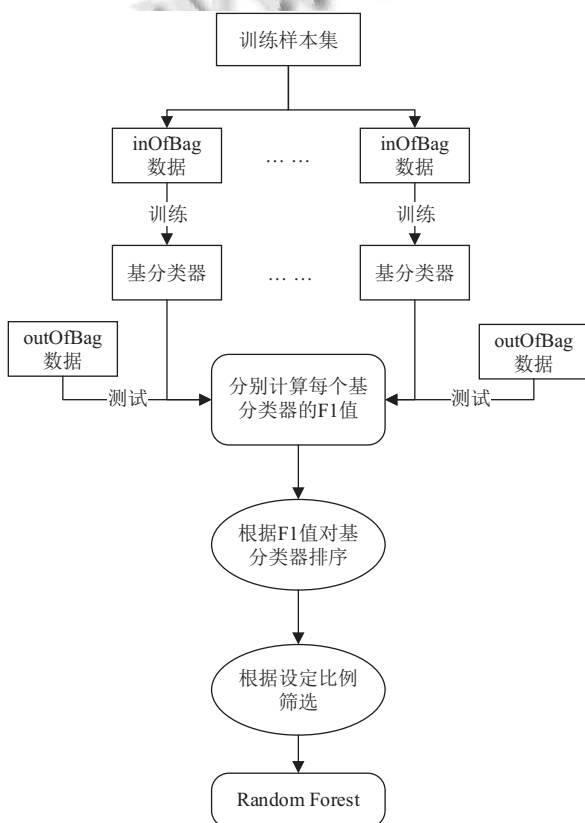 训练样本集
inOfBag
数据
... ...
inOfBag
数据
训练
训练
基分类器
... ...
基分类器
outOfBag
数据
outOfBag
数据
分别计算每个基
分类器的F1值
测试
测试
根据F1值对基
分类器排序
根据设定比例
筛选
Random Forest